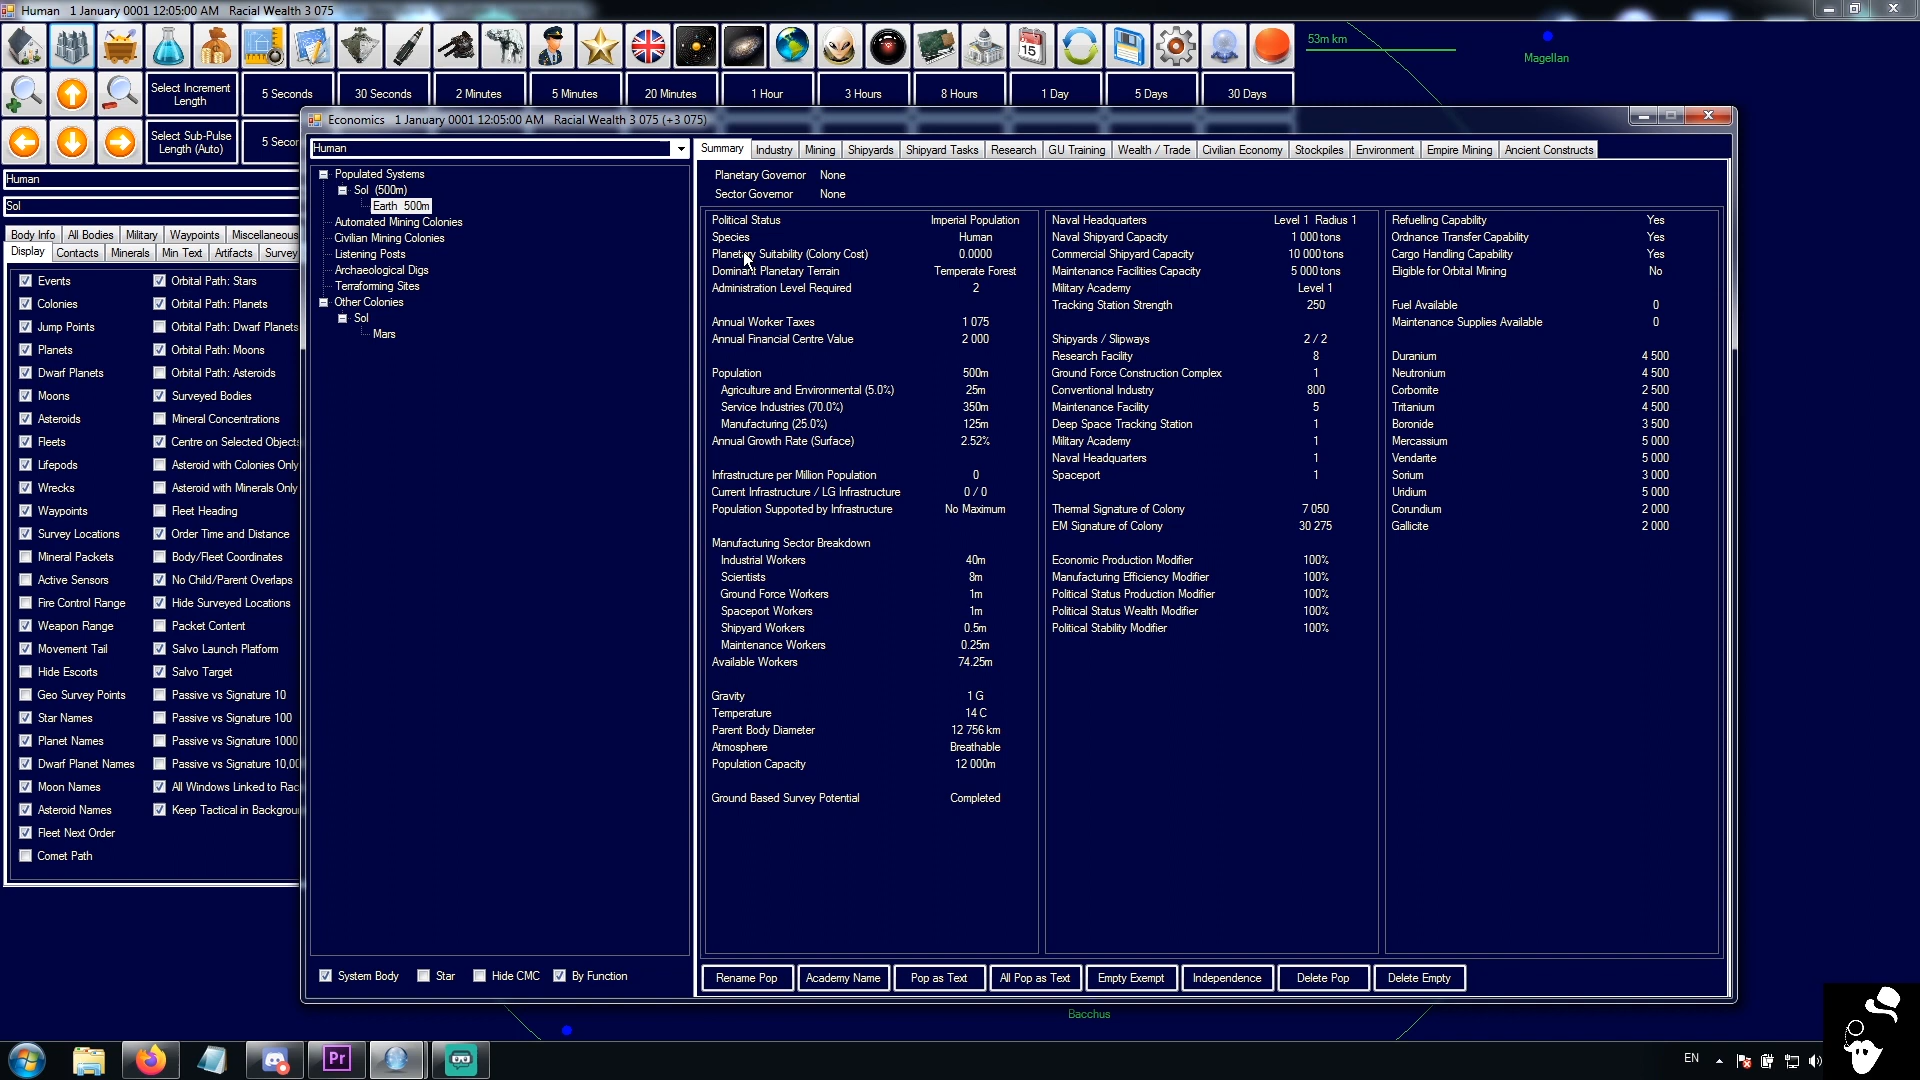 Human 1 January 0001 12:05:00 AM Racial Wealth 3 075
53m km
Magellan
Select Increment Length
5 Seconds
30 Seconds
2 Minutes
5 Minutes
20 Minutes
1 Hour
3 Hours
8 Hours
1 Day
5 Days
30 Days
Select Sub-Pulse Length (Auto)
Human
Sol
Body Info All Bodies Military Waypoints Miscellaneous
Display Contacts Minerals Min Text Artifacts Survey
Events
Colonies
Jump Points
Planets
Dwarf Planets
Moons
Asteroids
Fleets
Lifepods
Wrecks
Waypoints
Survey Locations
Mineral Packets
Active Sensors
Fire Control Range
Weapon Range
Movement Tail
Hide Escorts
Geo Survey Points
Star Names
Planet Names
Dwarf Planet Names
Moon Names
Asteroid Names
Fleet Next Order
Comet Path
Orbital Path: Stars
Orbital Path: Planets
Orbital Path: Dwarf Planets
Orbital Path: Moons
Orbital Path: Asteroids
Surveyed Bodies
Mineral Concentrations
Centre on Selected Objects
Asteroid with Colonies Only
Asteroid with Minerals Only
Fleet Heading
Order Time and Distance
Body/Fleet Coordinates
No Child/Parent Overlaps
Hide Surveyed Locations
Packet Content
Salvo Launch Platform
Salvo Target
Passive vs Signature 10
Passive vs Signature 100
Passive vs Signature 1000
Passive vs Signature 10,00
All Windows Linked to Rac
Keep Tactical in Backgrou
Economics 1 January 0001 12:05:00 AM Racial Wealth 3 075 (+3 075)
Human
Populated Systems
Sol (500m)
Earth 500m
Automated Mining Colonies
Civilian Mining Colonies
Listening Posts
Archaeological Digs
Terraforming Sites
Other Colonies
Sol
Mars
System Body Star Hide CMC By Function
Summary Industry Mining Shipyards Shipyard Tasks Research GU Training Wealth / Trade Civilian Economy Stockpiles Environment Empire Mining Ancient Constructs
Planetary Governor None
Sector Governor None
Political Status Imperial Population
Species Human
Planetary Suitability (Colony Cost) 0.0000
Dominant Planetary Terrain Temperate Forest
Administration Level Required 2
Annual Worker Taxes 1 075
Annual Financial Centre Value 2 000
Population 500m
Agriculture and Environmental (5.0%) 25m
Service Industries (70.0%) 350m
Manufacturing (25.0%) 125m
Annual Growth Rate (Surface) 2.52%
Infrastructure per Million Population 0
Current Infrastructure / LG Infrastructure 0 / 0
Population Supported by Infrastructure No Maximum
Manufacturing Sector Breakdown
Industrial Workers 40m
Scientists 8m
Ground Force Workers 1m
Spaceport Workers 1m
Shipyard Workers 0.5m
Maintenance Workers 0.25m
Available Workers 74.25m
Gravity 1 G
Temperature 14 C
Parent Body Diameter 12 756 km
Atmosphere Breathable
Population Capacity 12 000m
Ground Based Survey Potential Completed
Naval Headquarters Level 1 Radius 1
Naval Shipyard Capacity 1 000 tons
Commercial Shipyard Capacity 10 000 tons
Maintenance Facilities Capacity 5 000 tons
Military Academy Level 1
Tracking Station Strength 250
Shipyards / Slipways 2 / 2
Research Facility 8
Ground Force Construction Complex 1
Conventional Industry 800
Maintenance Facility 5
Deep Space Tracking Station 1
Military Academy 1
Naval Headquarters 1
Spaceport 1
Thermal Signature of Colony 7 050
EM Signature of Colony 30 275
Economic Production Modifier 100%
Manufacturing Efficiency Modifier 100%
Political Status Production Modifier 100%
Political Status Wealth Modifier 100%
Political Stability Modifier 100%
Refuelling Capability Yes
Ordnance Transfer Capability Yes
Cargo Handling Capability Yes
Eligible for Orbital Mining No
Fuel Available 0
Maintenance Supplies Available 0
Duranium 4 500
Neutronium 4 500
Corbomite 2 500
Tritanium 4 500
Boronide 3 500
Mercassium 5 000
Vendarite 5 000
Sorium 3 000
Uridium 5 000
Corundium 2 000
Gallicite 2 000
Rename Pop Academy Name Pop as Text All Pop as Text Empty Exempt Independence Delete Pop Delete Empty
Bacchus
Pr
EN